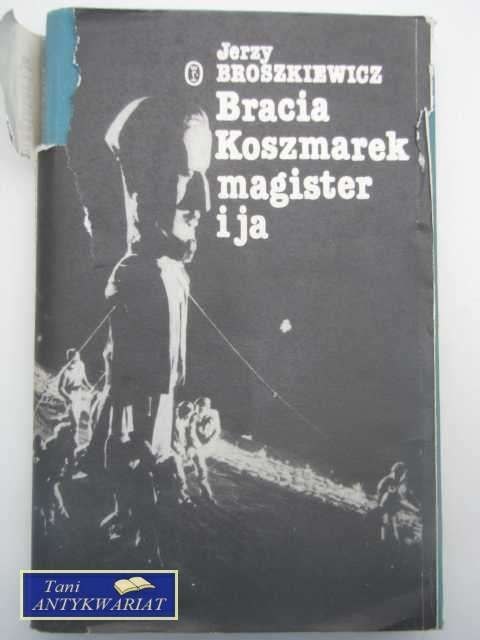 Jerzy
BROSZKIEWICZ
Bracia
Koszmarek
magister
i ja
Tani
ANTYKWARIAT